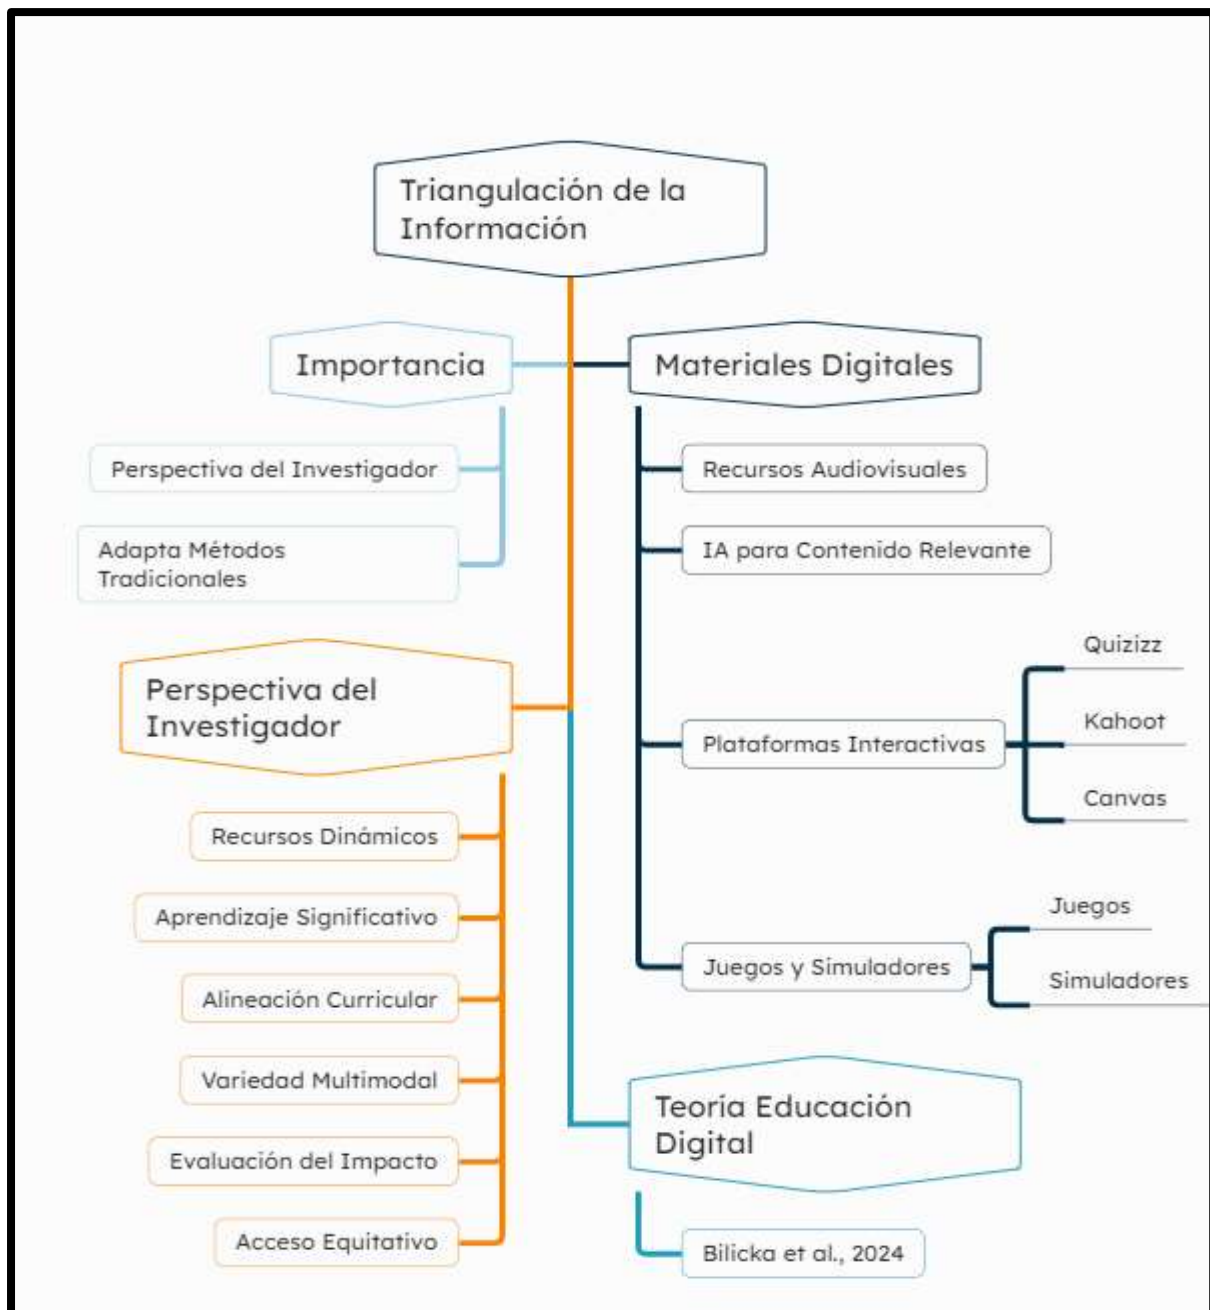 Triangulación de la
Información
Importancia
Perspectiva del Investigador
Adapta Métodos
Tradicionales
Materiales Digitales
Recursos Audiovisuales
IA para Contenido Relevante
Plataformas Interactivas
Quizizz
Kahoot
Canvas
Juegos y Simuladores
Juegos
Simuladores
Perspectiva del
Investigador
Recursos Dinámicos
Aprendizaje Significativo
Alineación Curricular
Variedad Multimodal
Evaluación del Impacto
Acceso Equitativo
Teoría Educación
Digital
Bilicka et al., 2024